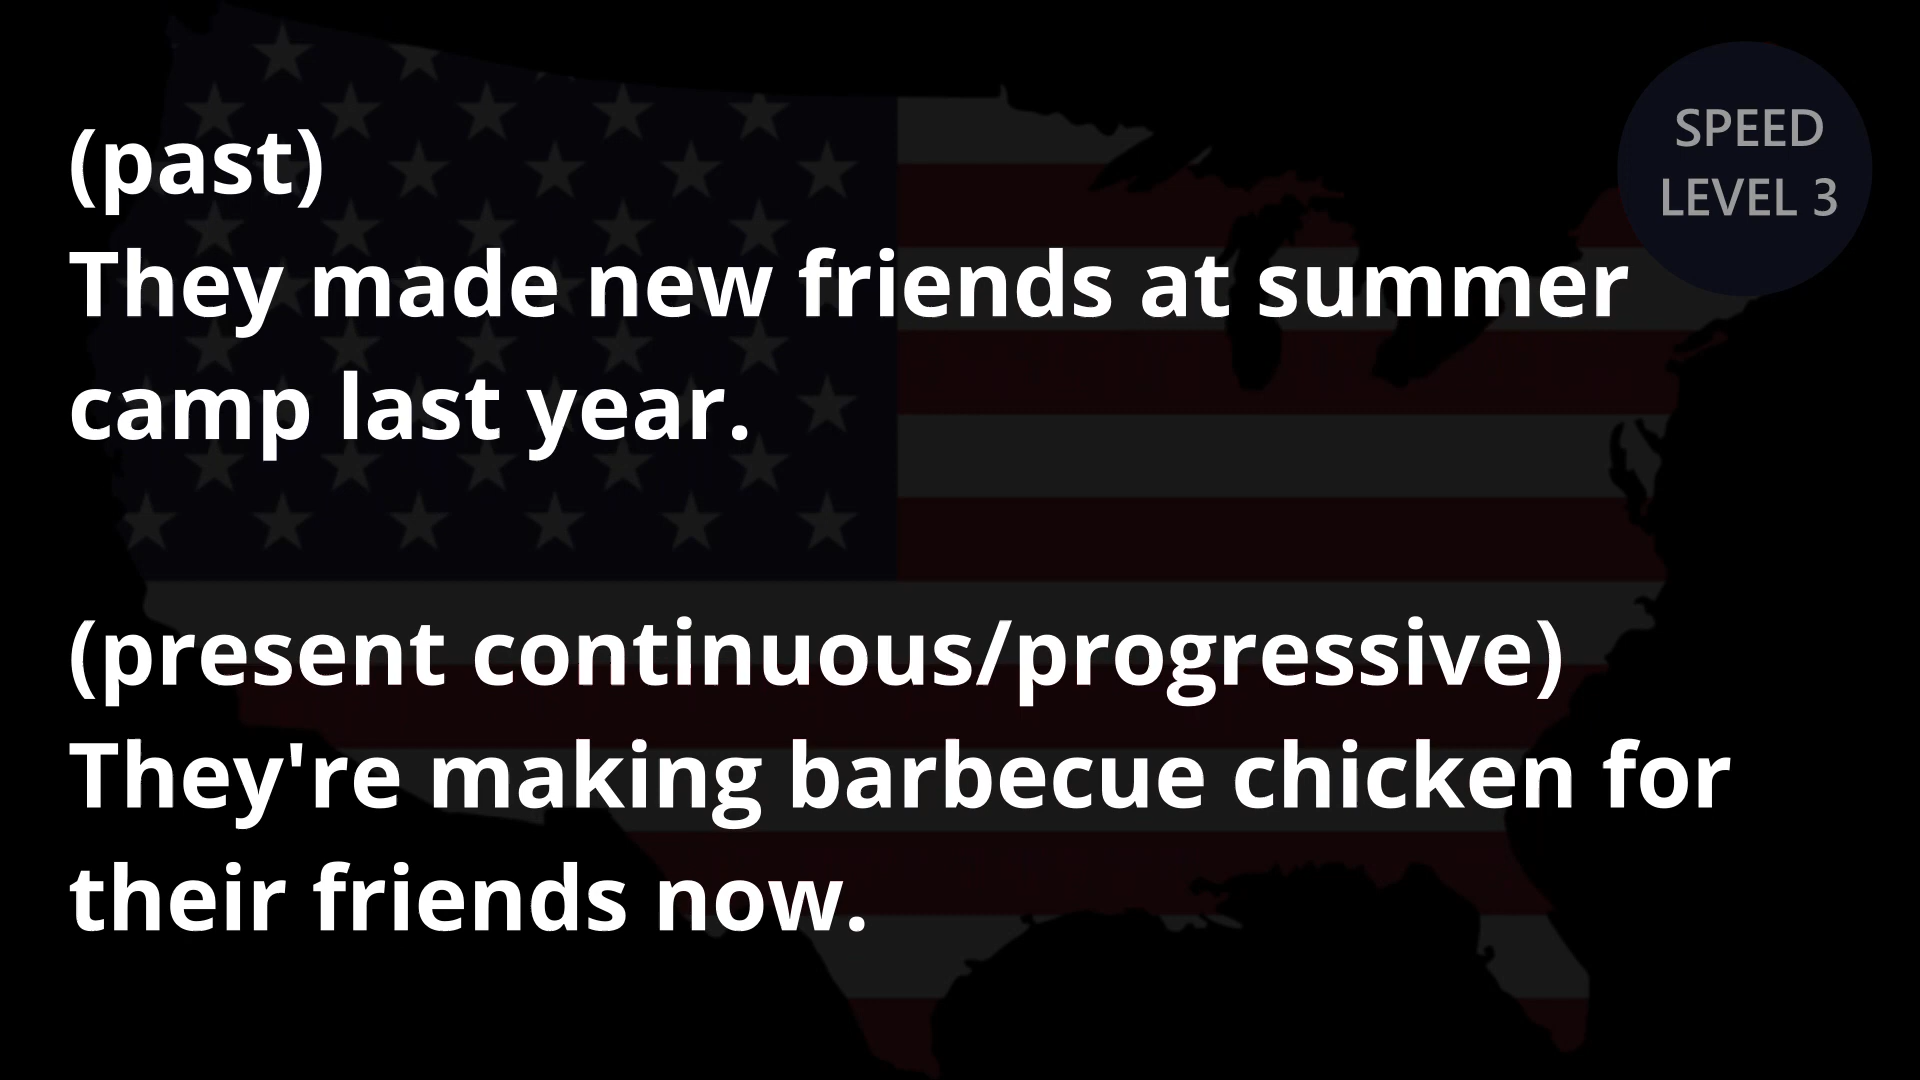 (past)
They made new friends at summer
camp last year.
(present continuous/progressive)
They're making barbecue chicken for
their friends now.
SPEED
LEVEL 3